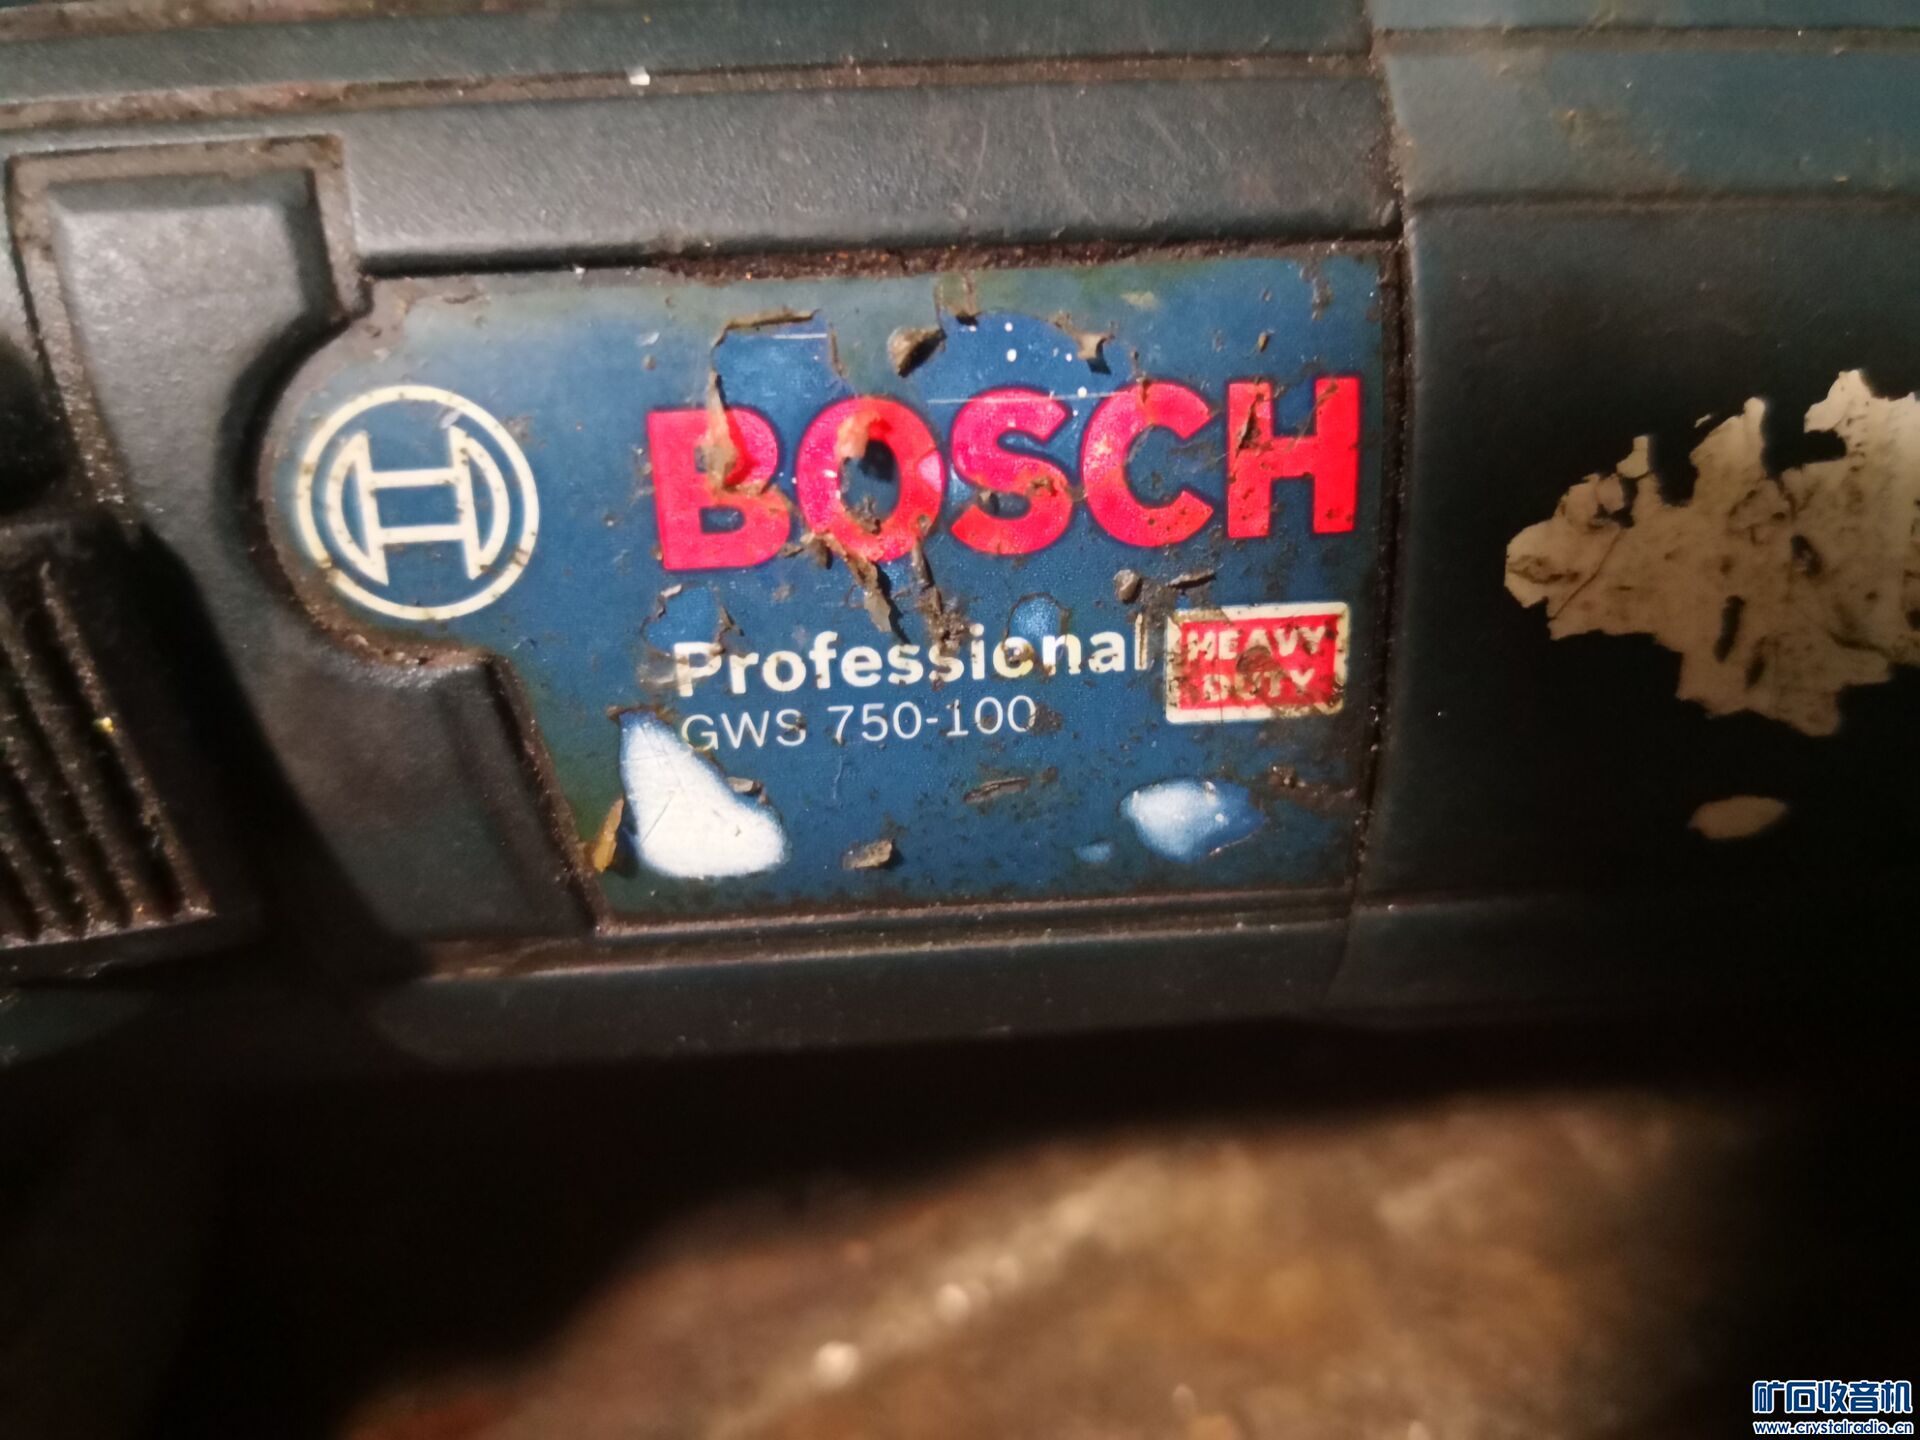 BOSCH
Professional
HEAVY
DUTY
GWS 750-100
矿石收音机
www.crystalradio.cn